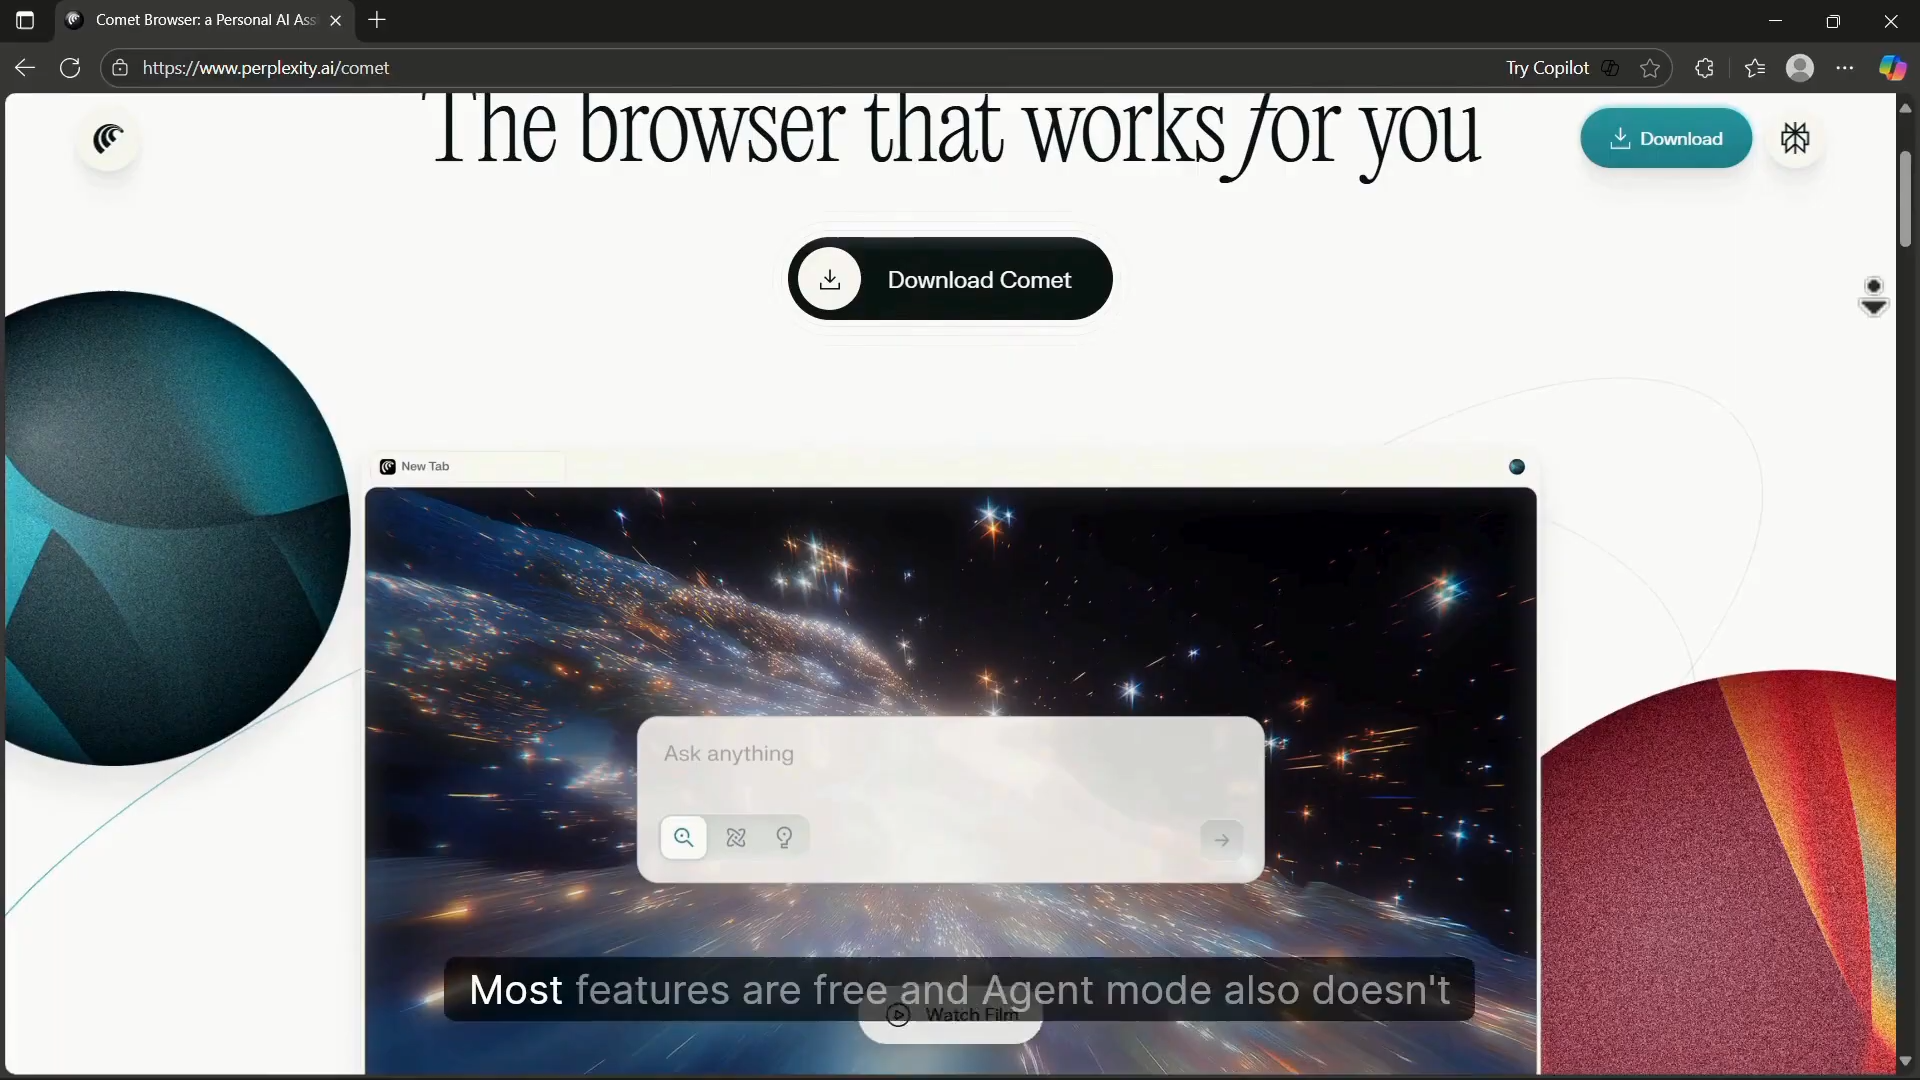 Comet Browser: a Personal AI Ass
https://www.perplexity.ai/comet
Try Copilot
The browser that works for you
Download
Download Comet
New Tab
Ask anything
Most features are free and Agent mode also doesn't
Watch Film